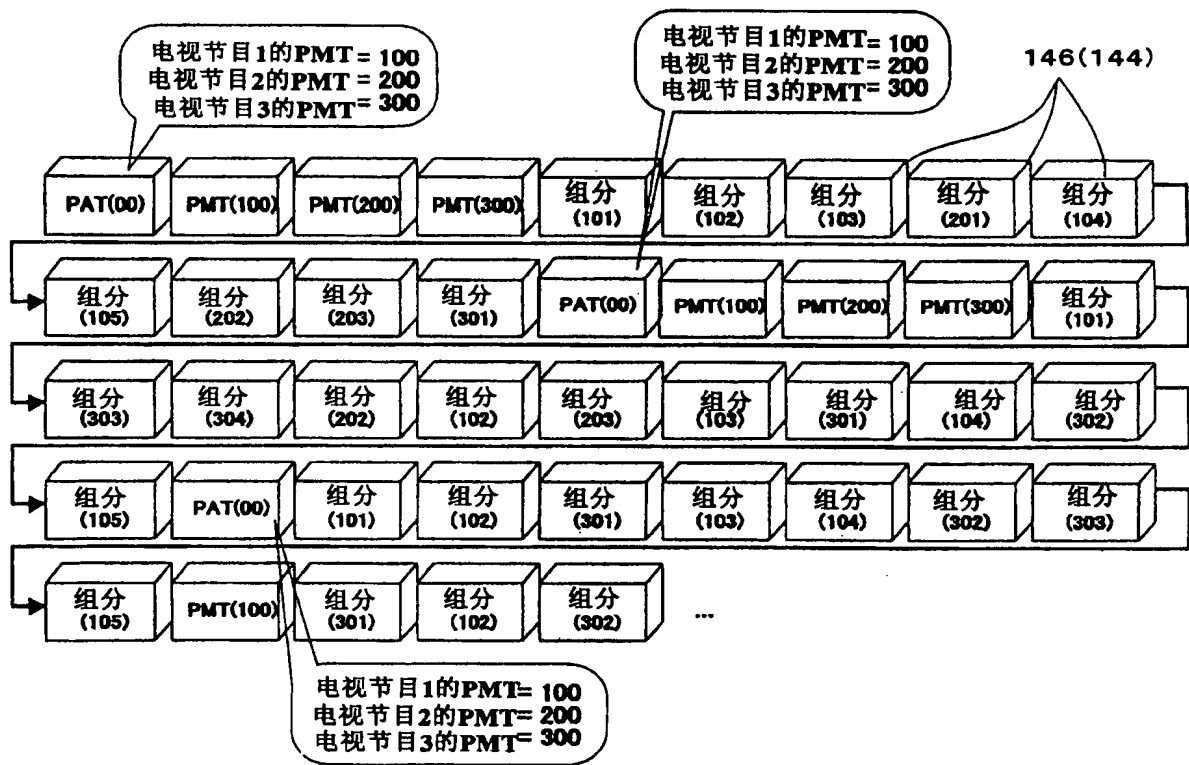 电视节目1的PMT = 100
电视节目2的PMT = 200
电视节目3的PMT = 300
电视节目1的PMT = 100
电视节目2的PMT = 200
电视节目3的PMT = 300
146(144)
PAT(00)
PMT(100)
PMT(200)
PMT(300)
组分
(101)
组分
(102)
组分
(103)
组分
(201)
组分
(104)
组分
(105)
组分
(202)
组分
(203)
组分
(301)
PAT(00)
PMT(100)
PMT(200)
PMT(300)
组分
(101)
组分
(303)
组分
(304)
组分
(202)
组分
(102)
组分
(203)
组分
(103)
组分
(301)
组分
(104)
组分
(302)
组分
(105)
PAT(00)
组分
(101)
组分
(102)
组分
(301)
组分
(103)
组分
(104)
组分
(302)
组分
(303)
组分
(105)
PMT(100)
组分
(301)
组分
(102)
组分
(302)
...
电视节目1的PMT= 100
电视节目2的PMT= 200
电视节目3的PMT= 300